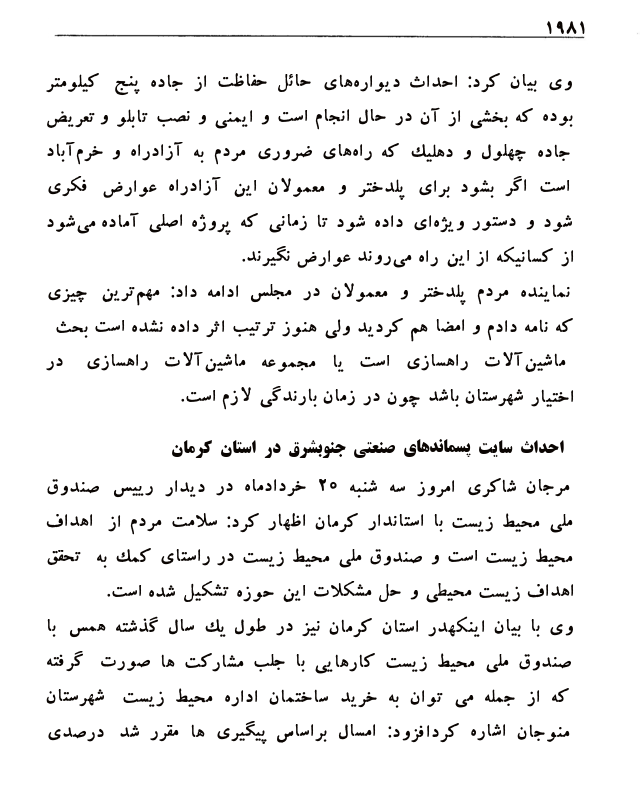 ۱۹۸۱
وی بیان کرد: احداث دیواره‌های حائل حفاظت از جاده پنج کیلومتر
بوده که بخشی از آن در حال انجام است و ایمنی و نصب تابلو و تعریض
جاده چهلول و دهلیك که راه‌های ضروری مردم به آزادراه و خرم‌آباد
است اگر بشود برای پلدختر و معمولان این آزادراه عوارض فکری
شود و دستور ویژه‌ای داده شود تا زمانی که پروژه اصلی آماده می‌شود
از کسانیکه از این راه می‌روند عوارض نگیرند.
نماینده مردم پلدختر و معمولان در مجلس ادامه داد: مهم‌ترین چیزی
که نامه دادم و امضا هم کردید ولی هنوز ترتیب اثر داده نشده است بحث
ماشین‌آلات راهسازی است یا مجموعه ماشین‌آلات راهسازی در
اختیار شهرستان باشد چون در زمان بارندگی لازم است.
احداث سایت پسماندهای صنعتی جنوبشرق در استان کرمان
مرجان شاکری امروز سه شنبه ۲۵ خردادماه در دیدار رییس صندوق
ملی محیط زیست با استاندار کرمان اظهار کرد: سلامت مردم از اهداف
محیط زیست است و صندوق ملی محیط زیست در راستای کمك به تحقق
اهداف زیست محیطی و حل مشکلات این حوزه تشکیل شده است.
وی با بیان اینکهدر استان کرمان نیز در طول یك سال گذشته همس با
صندوق ملی محیط زیست کارهایی با جلب مشارکت ها صورت گرفته
که از جمله می توان به خرید ساختمان اداره محیط زیست شهرستان
منوجان اشاره کردافزود: امسال براساس پیگیری ها مقرر شد درصدی